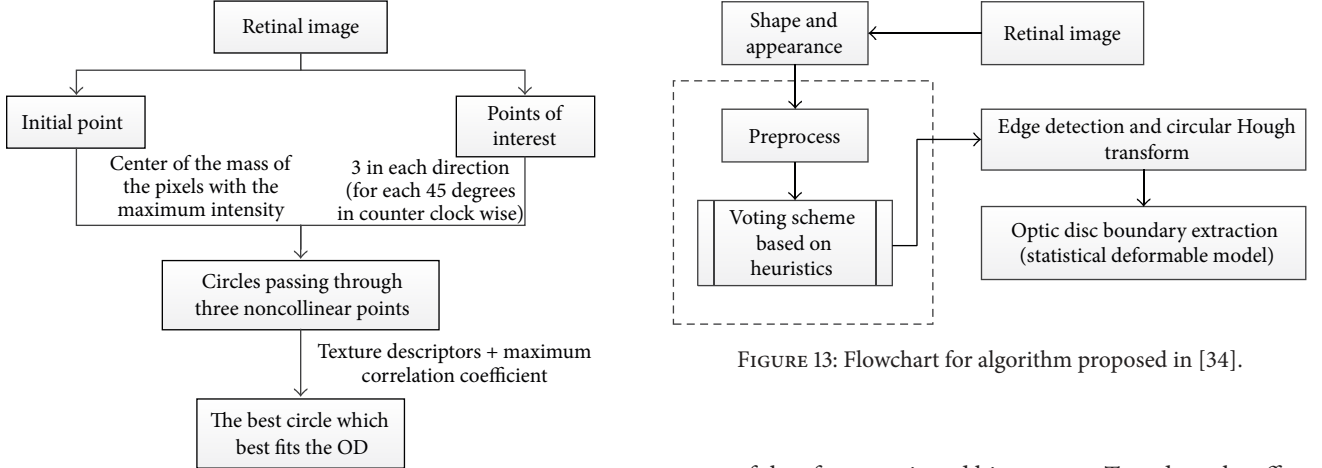 Retinal image
Initial point
Points of
interest
Center of the mass of
the pixels with the
maximum intensity
3 in each direction
(for each 45 degrees
in counter clock wise)
Circles passing through
three noncollinear points
Texture descriptors + maximum
correlation coefficient
The best circle which
best fits the OD
Shape and
appearance
Retinal image
Preprocess
Voting scheme
based on
heuristics
Edge detection and circular Hough
transform
Optic disc boundary extraction
(statistical deformable model)
FIGURE 13: Flowchart for algorithm proposed in [34].